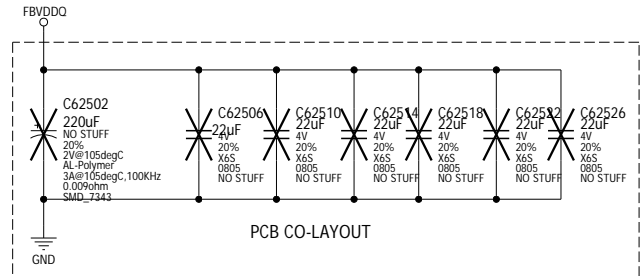 FBVDDQ
C62502
220uF
NO STUFF
20%
2V@105degC
AL-Polymer
3A@105degC,100KHz
0.009ohm
SMD_7343
C62506
22uF
4V
20%
X6S
0805
NO STUFF
C62510
22uF
4V
20%
X6S
0805
NO STUFF
C62514
22uF
4V
20%
X6S
0805
NO STUFF
C62518
22uF
4V
20%
X6S
0805
NO STUFF
C62522
22uF
4V
20%
X6S
0805
NO STUFF
C62526
22uF
4V
20%
X6S
0805
NO STUFF
PCB CO-LAYOUT
GND